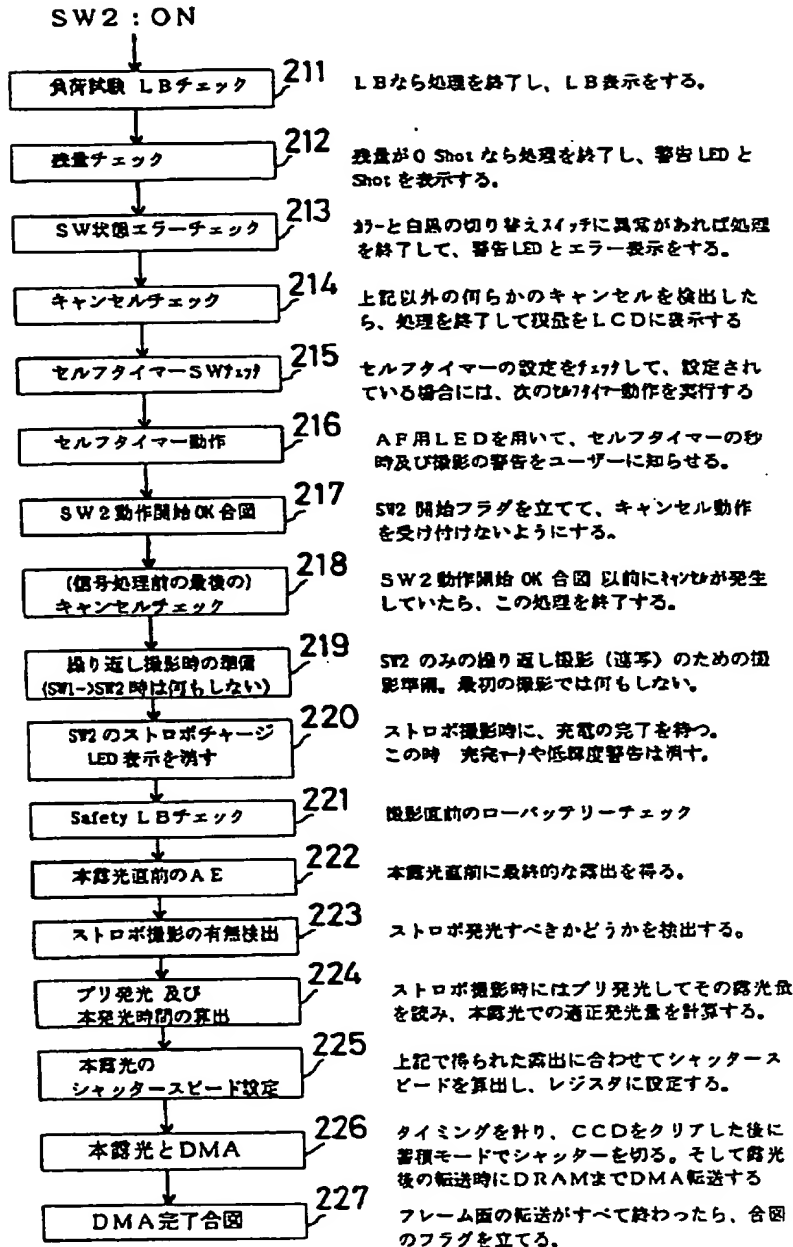 SW2：ON
負荷試験 LBチェック
211
LBなら処理を終了し、LB表示をする。
残量チェック
212
残量が0 Shot なら処理を終了し、警告LEDと
Shotを表示する。
SW状態エラーチェック
213
ｶﾗｰと白黒の切り替えｽｲｯﾁに異常があれば処理
を終了して、警告LEDとエラー表示をする。
キャンセルチェック
214
上記以外の何らかのキャンセルを検出した
ら、処理を終了して残量をLCDに表示する
セルフタイマーSWﾁｪｯｸ
215
セルフタイマーの設定をﾁｪｯｸして、設定され
ている場合には、次のｾﾙﾌﾀｲﾏｰ動作を実行する
セルフタイマー動作
216
AF用LEDを用いて、セルフタイマーの秒
時及び撮影の警告をユーザーに知らせる。
SW2動作開始OK合図
217
SW2 開始フラグを立てて、キャンセル動作
を受け付けないようにする。
(信号処理前の最後の)
キャンセルチェック
218
SW2動作開始 OK 合図 以前にｷｬﾝｾﾙが発生
していたら、この処理を終了する。
繰り返し撮影時の準備
(SW1->SW2時は何もしない)
219
SW2 のみの繰り返し撮影（連写）のための撮
影準備。最初の撮影では何もしない。
SW2のストロボチャージ
LED表示を消す
220
ストロボ撮影時に、充電の完了を待つ。
この時 充完ﾏｰｸや低輝度警告は消す。
Safety LBチェック
221
撮影直前のローバッテリーチェック
本露光直前のAE
222
本露光直前に最終的な露出を得る。
ストロボ撮影の有無検出
223
ストロボ発光すべきかどうかを検出する。
プリ発光 及び
本発光時間の算出
224
ストロボ撮影時にはプリ発光してその露光量
を読み、本露光での適正発光量を計算する。
本露光の
シャッタースピード設定
225
上記で得られた露出に合わせてシャッタース
ピードを算出し、レジスタに設定する。
本露光とDMA
226
タイミングを計り、CCDをクリアした後に
蓄積モードでシャッターを切る。そして露光
後の転送時にDRAMまでDMA転送する
DMA完了合図
227
フレーム画の転送がすべて終わったら、合図
のフラグを立てる。